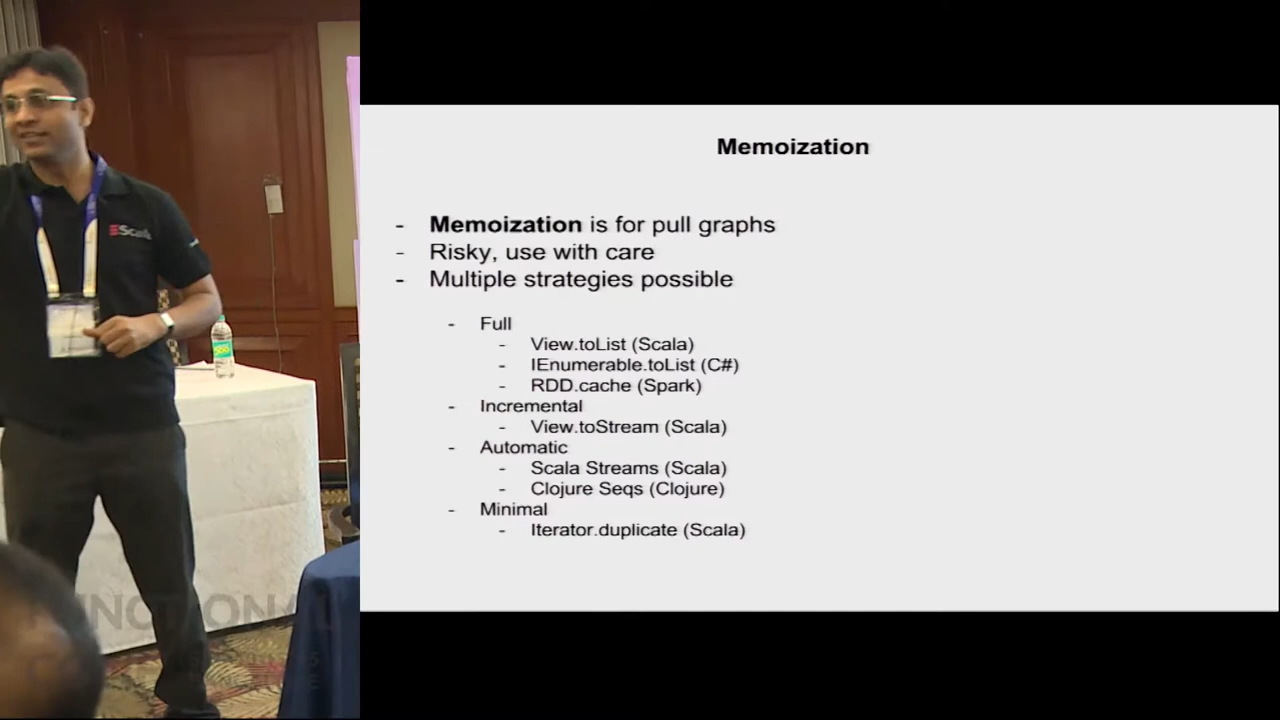 Memoization
- Memoization is for pull graphs
- Risky, use with care
- Multiple strategies possible
- Full
- View.toList (Scala)
- IEnumerable.toList (C#)
- RDD.cache (Spark)
- Incremental
- View.toStream (Scala)
- Automatic
- Scala Streams (Scala)
- Clojure Seqs (Clojure)
- Minimal
- Iterator.duplicate (Scala)
FUNCTIONAL